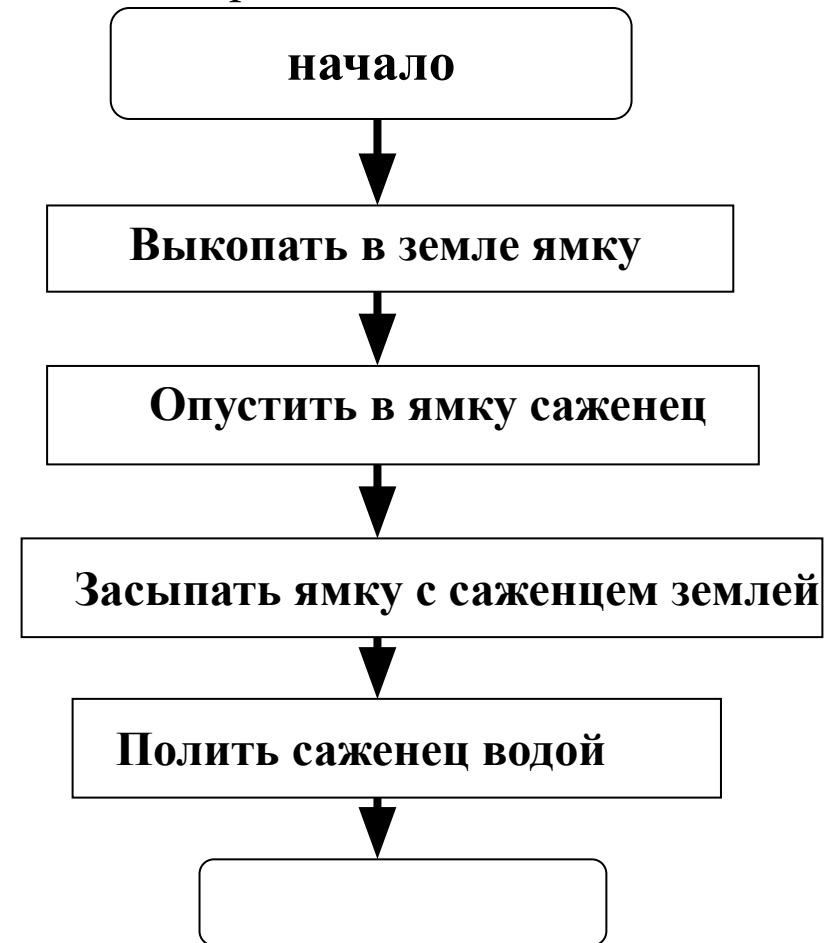 начало
Выкопать в земле ямку
Опустить в ямку саженец
Засыпать ямку с саженцем землей
Полить саженец водой